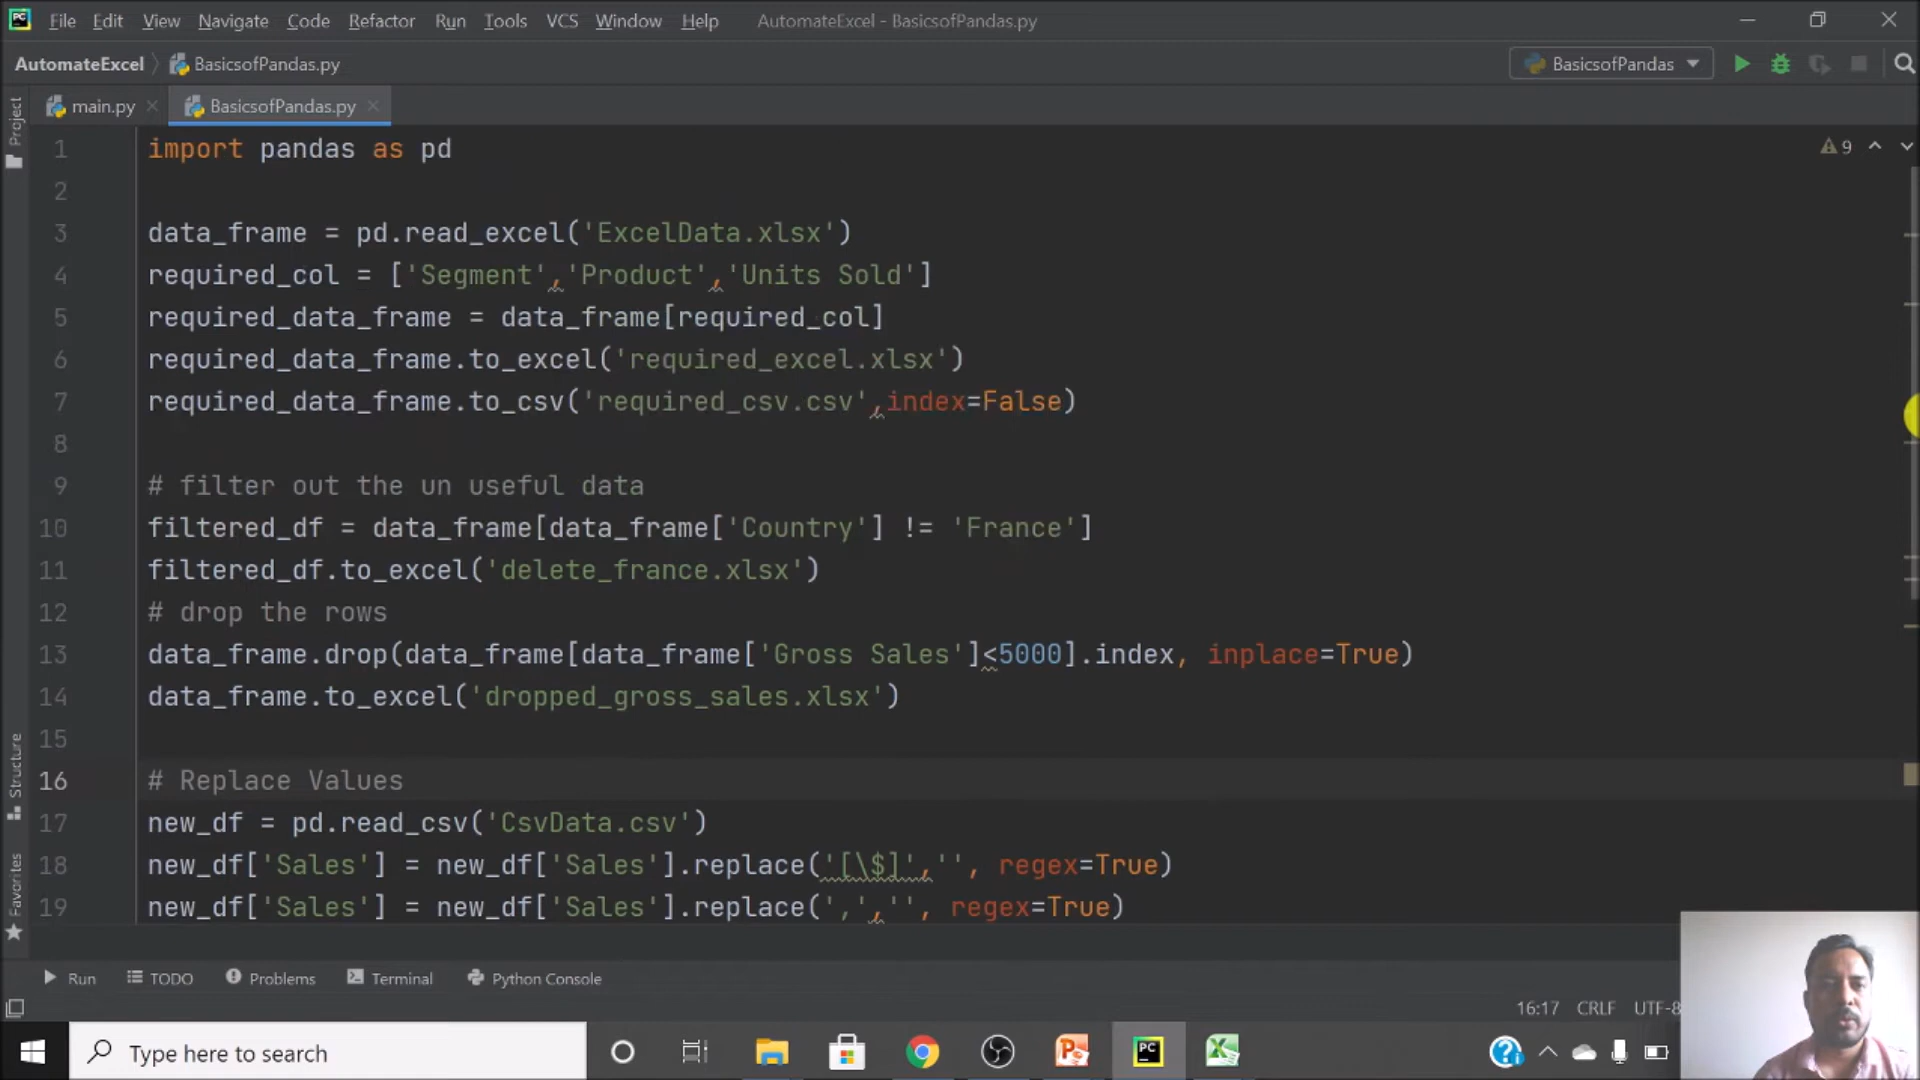 PC File Edit View Navigate Code Refactor Run Tools VCS Window Help AutomateExcel - BasicsofPandas.py
AutomateExcel BasicsofPandas.py BasicsofPandas
main.py BasicsofPandas.py
Project
1 import pandas as pd
9
2
3 data_frame = pd.read_excel('ExcelData.xlsx')
4 required_col = ['Segment','Product','Units Sold']
5 required_data_frame = data_frame[required_col]
6 required_data_frame.to_excel('required_excel.xlsx')
7 required_data_frame.to_csv('required_csv.csv',index=False)
8
9 # filter out the un useful data
10 filtered_df = data_frame[data_frame['Country'] != 'France']
11 filtered_df.to_excel('delete_france.xlsx')
12 # drop the rows
13 data_frame.drop(data_frame[data_frame['Gross Sales']<5000].index, inplace=True)
14 data_frame.to_excel('dropped_gross_sales.xlsx')
15
16 # Replace Values
17 new_df = pd.read_csv('CsvData.csv')
18 new_df['Sales'] = new_df['Sales'].replace('[\$]','', regex=True)
19 new_df['Sales'] = new_df['Sales'].replace(',','', regex=True)
Structure
Favorites
Run TODO Problems Terminal Python Console
16:17 CRLF UTF-8
Type here to search
PC